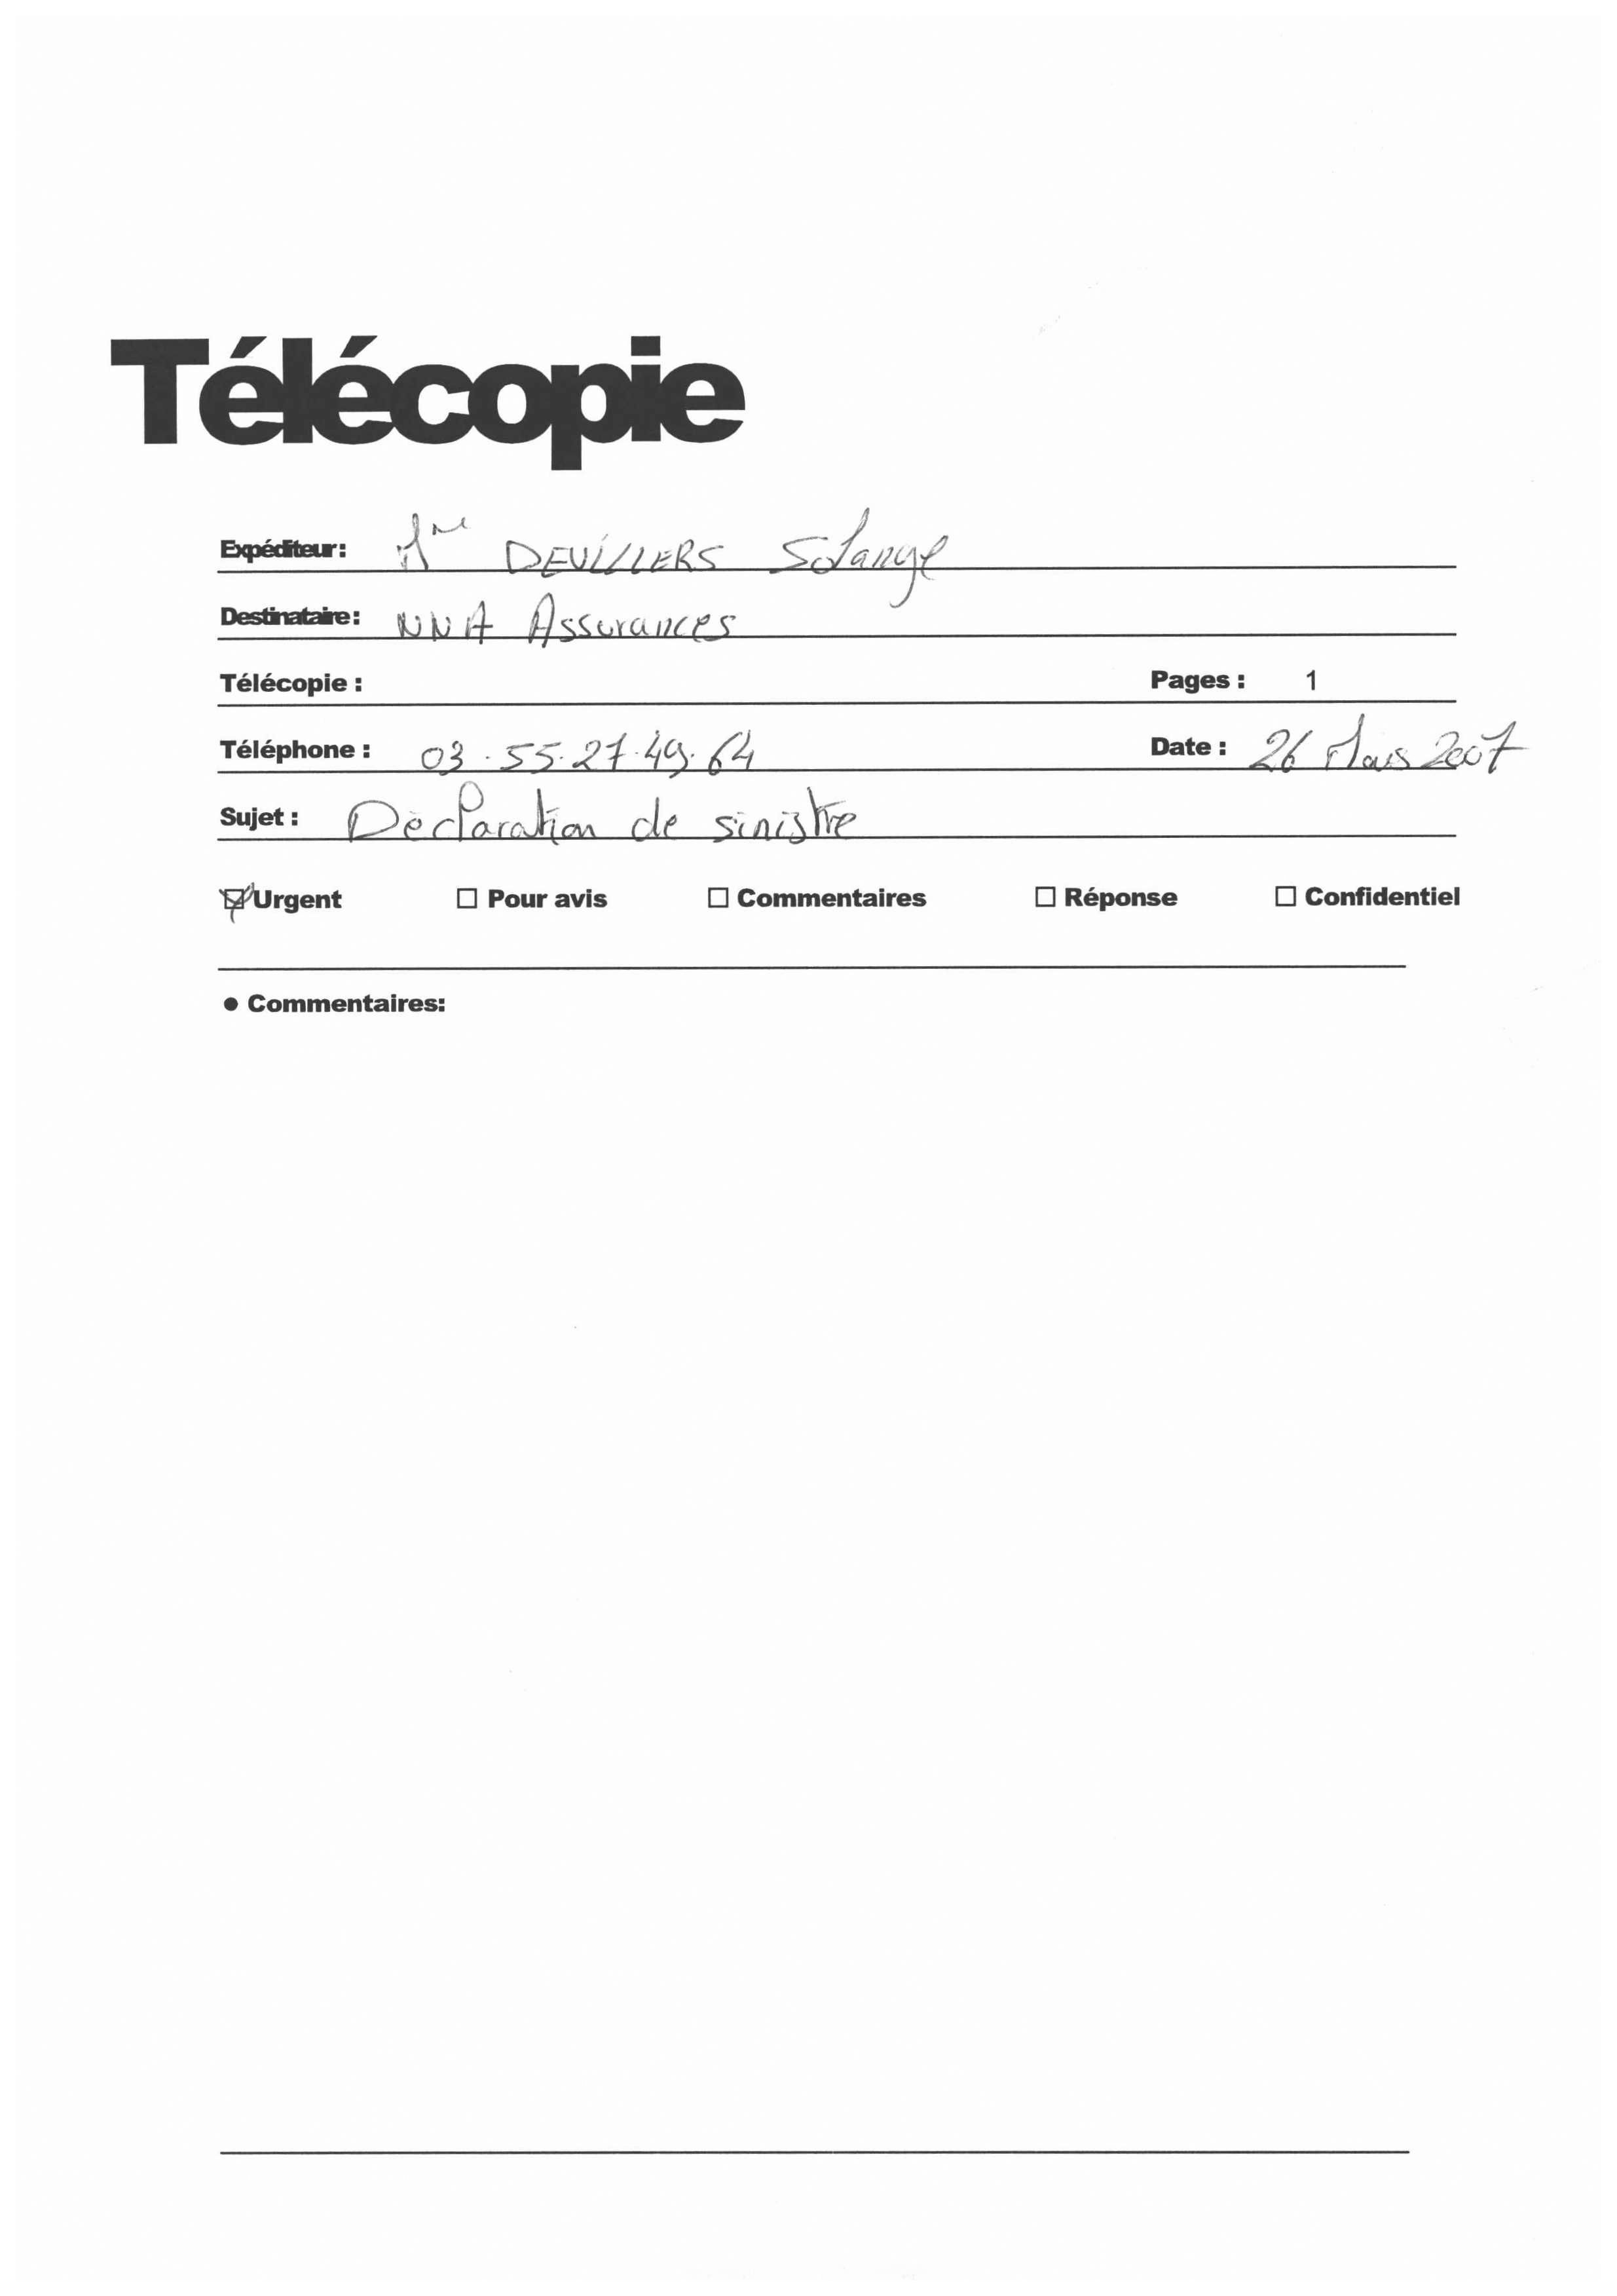 Télécopie
Expéditeur: Mme DEVILLERS Solange
Destinataire: NNA Assurances
Télécopie :
Pages : 1
Téléphone : 03.55.27.49.64
Date : 26 Mars 2007
Sujet : Déclaration de sinistre
Urgent Pour avis Commentaires Réponse Confidentiel
• Commentaires: